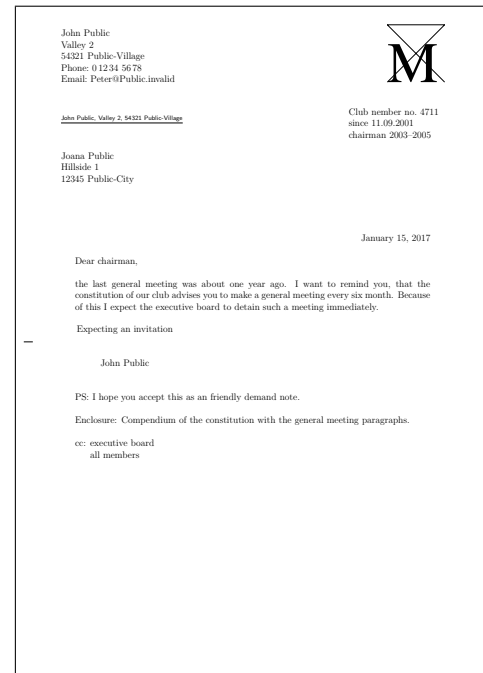 John Public
Valley 2
54321 Public-Village
Phone: 0 12 34 56 78
Email: Peter@Public.invalid
M
John Public, Valley 2, 54321 Public-Village
Club nember no. 4711
since 11.09.2001
chairman 2003–2005
Joana Public
Hillside 1
12345 Public-City
January 15, 2017
Dear chairman,
the last general meeting was about one year ago. I want to remind you, that the
constitution of our club advises you to make a general meeting every six month. Because
of this I expect the executive board to detain such a meeting immediately.
Expecting an invitation
John Public
PS: I hope you accept this as an friendly demand note.
Enclosure: Compendium of the constitution with the general meeting paragraphs.
cc: executive board
all members